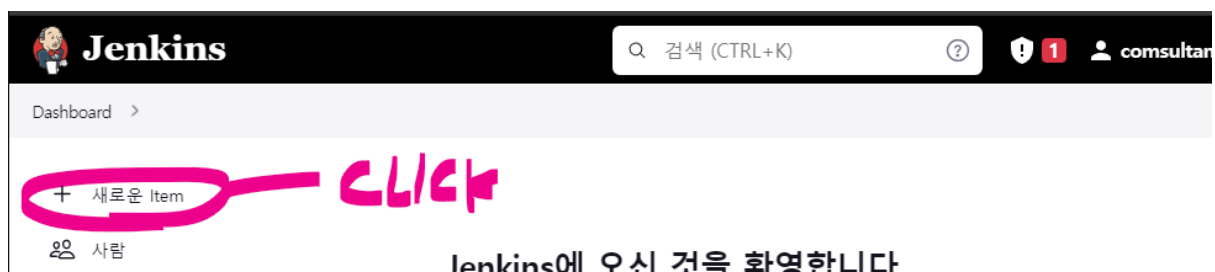 Jenkins
검색 (CTRL+K)
?
1
comsultan
Dashboard >
+ 새로운 Item
CLICK
사람
Jenkins에 오신 것을 환영합니다